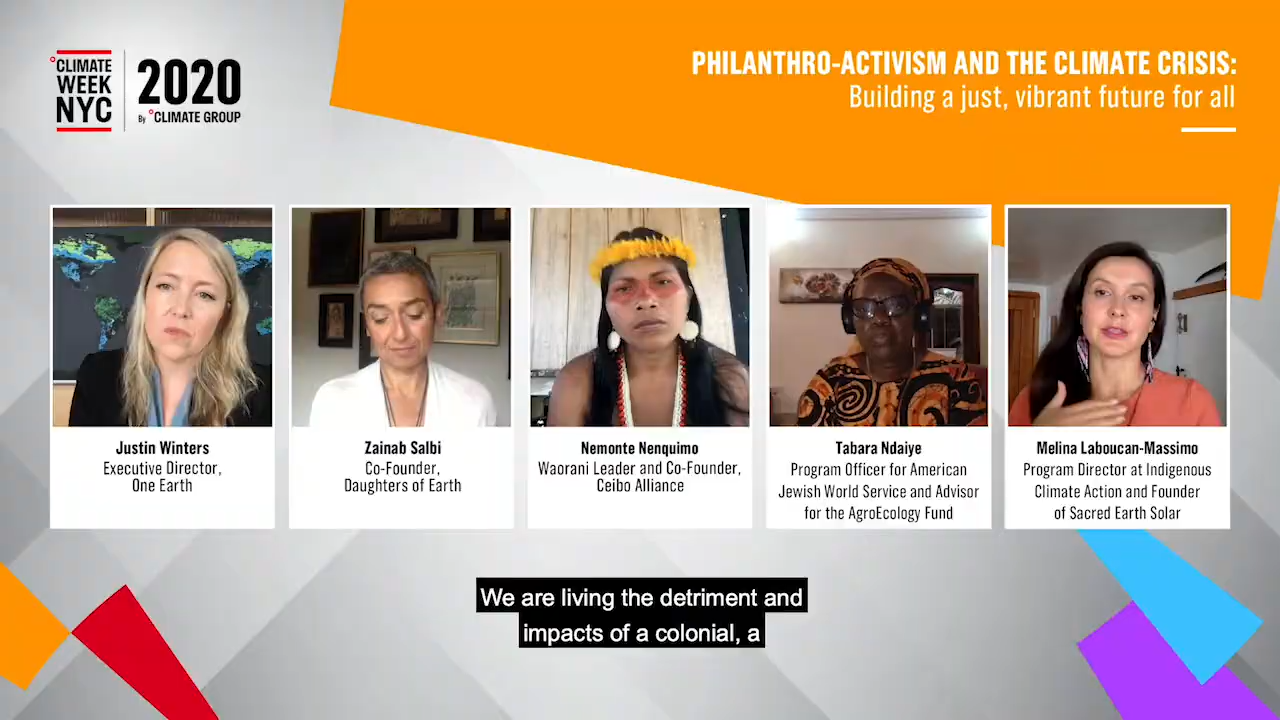 °CLIMATE
WEEK
NYC
2020
By °CLIMATE GROUP
PHILANTHRO-ACTIVISM AND THE CLIMATE CRISIS:
Building a just, vibrant future for all
Justin Winters
Executive Director,
One Earth
Zainab Salbi
Co-Founder,
Daughters of Earth
Nemonte Nenquimo
Waorani Leader and Co-Founder,
Ceibo Alliance
Tabara Ndaiye
Program Officer for American
Jewish World Service and Advisor
for the AgroEcology Fund
Melina Laboucan-Massimo
Program Director at Indigenous
Climate Action and Founder
of Sacred Earth Solar
We are living the detriment and
impacts of a colonial, a